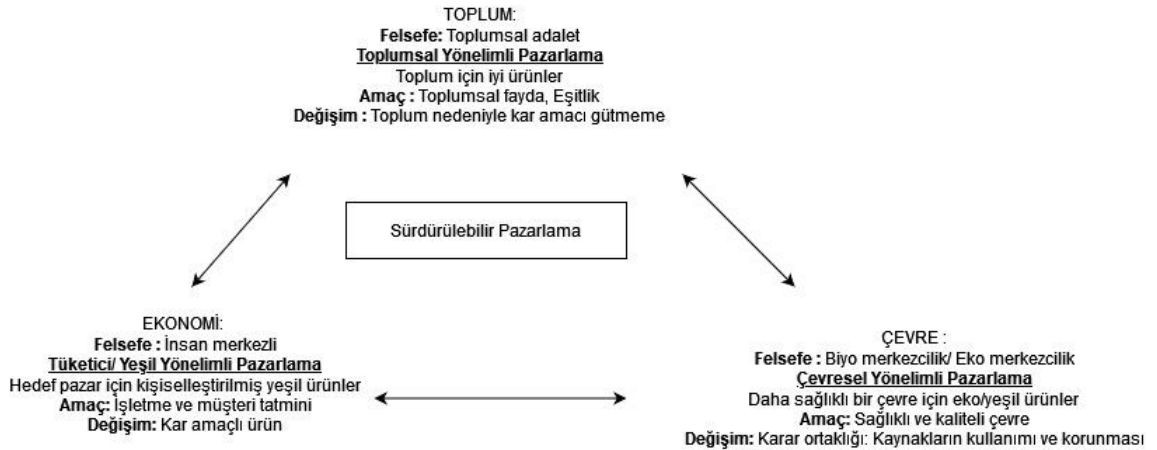 TOPLUM:
Felsefe: Toplumsal adalet
Toplumsal Yönelimli Pazarlama
Toplum için iyi ürünler
Amaç : Toplumsal fayda, Eşitlik
Değişim : Toplum nedeniyle kar amacı gütmeme
Sürdürülebilir Pazarlama
EKONOMİ:
Felsefe : İnsan merkezli
Tüketici/ Yeşil Yönelimli Pazarlama
Hedef pazar için kişiselleştirilmiş yeşil ürünler
Amaç: İşletme ve müşteri tatmini
Değişim: Kar amaçlı ürün
ÇEVRE :
Felsefe : Biyo merkezcilik/ Eko merkezcilik
Çevresel Yönelimli Pazarlama
Daha sağlıklı bir çevre için eko/yeşil ürünler
Amaç: Sağlıklı ve kaliteli çevre
Değişim: Karar ortaklığı: Kaynakların kullanımı ve korunması